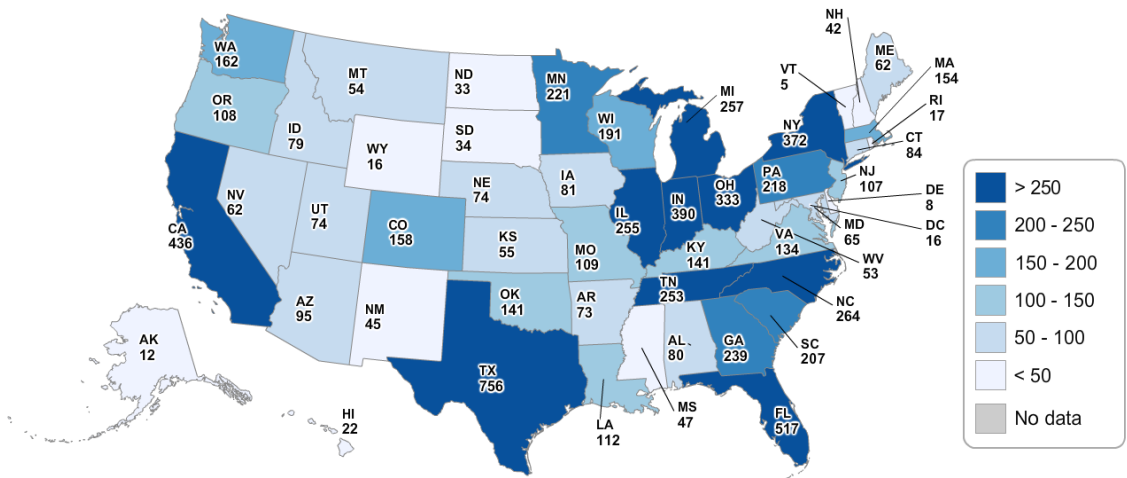 NH
42
ME
62
WA
162
MA
154
VT
5
MT
54
ND
33
MN
221
MI
257
RI
17
OR
108
WI
191
NY
372
ID
79
SD
34
CT
84
WY
16
PA
218
NJ
107
IA
81
OH
333
NE
74
IN
390
DE
8
NV
62
UT
74
CO
158
IL
255
DC
16
CA
436
KS
55
MO
109
KY
141
VA
134
MD
65
WV
53
TN
253
AZ
95
NM
45
OK
141
AR
73
NC
264
AK
12
AL
80
GA
239
SC
207
TX
756
HI
22
LA
112
MS
47
FL
517
> 250
200 - 250
150 - 200
100 - 150
50 - 100
< 50
No data